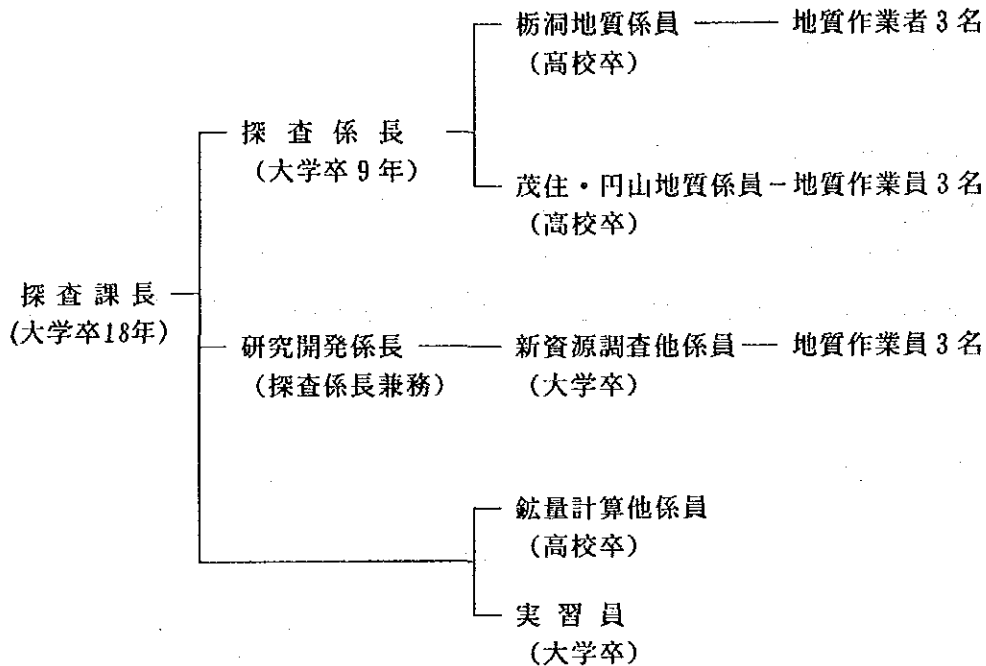 栃洞地質係員 ― 地質作業者3名
(高校卒)
探査係長
(大学卒9年)
茂住・円山地質係員 - 地質作業員3名
(高校卒)
探査課長
(大学卒18年)
研究開発係長 ― 新資源調査他係員 ― 地質作業員3名
(探査係長兼務) (大学卒)
鉱量計算他係員
(高校卒)
実習員
(大学卒)